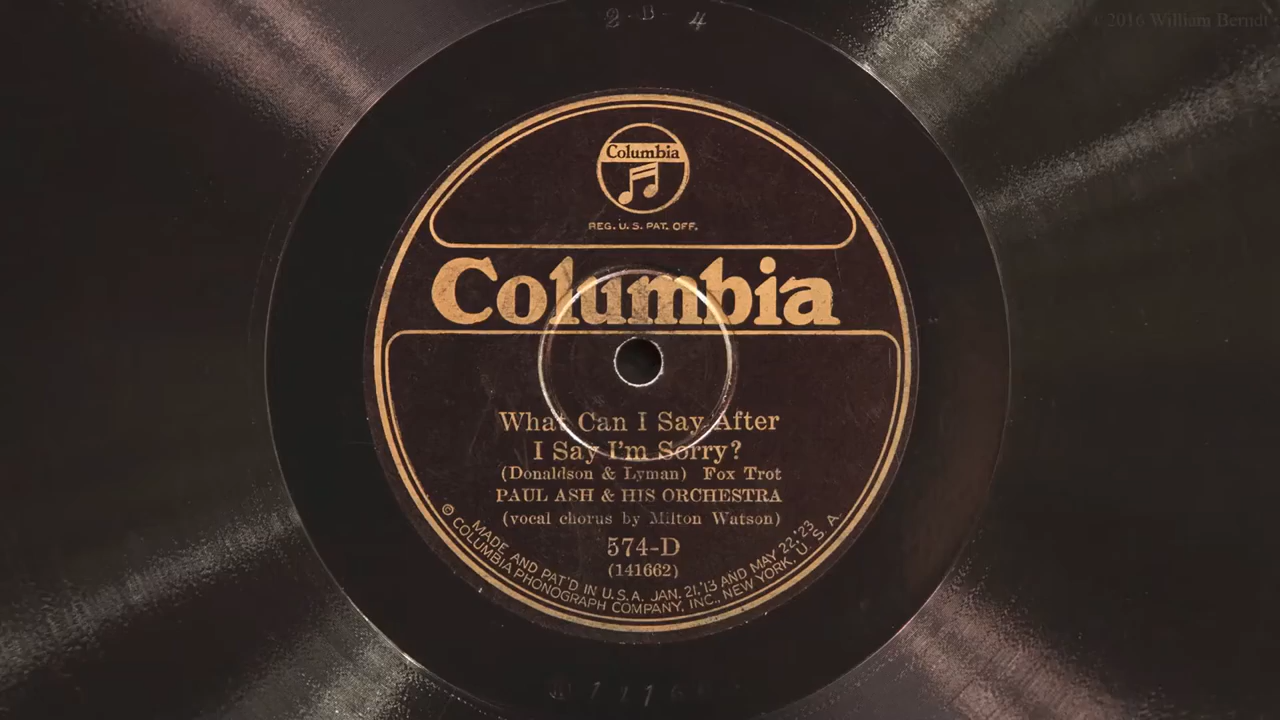 2-B-4
2016 William Berndt
Columbia
REG. U. S. PAT. OFF.
Columbia
What Can I Say After
I Say I'm Sorry?
(Donaldson & Lyman) Fox Trot
PAUL ASH & HIS ORCHESTRA
(vocal chorus by Milton Watson)
574-D
(141662)
MADE AND PAT'D IN U.S.A. JAN. 21,'13 AND MAY 22,'23
© COLUMBIA PHONOGRAPH COMPANY, INC., NEW YORK, U. S. A.